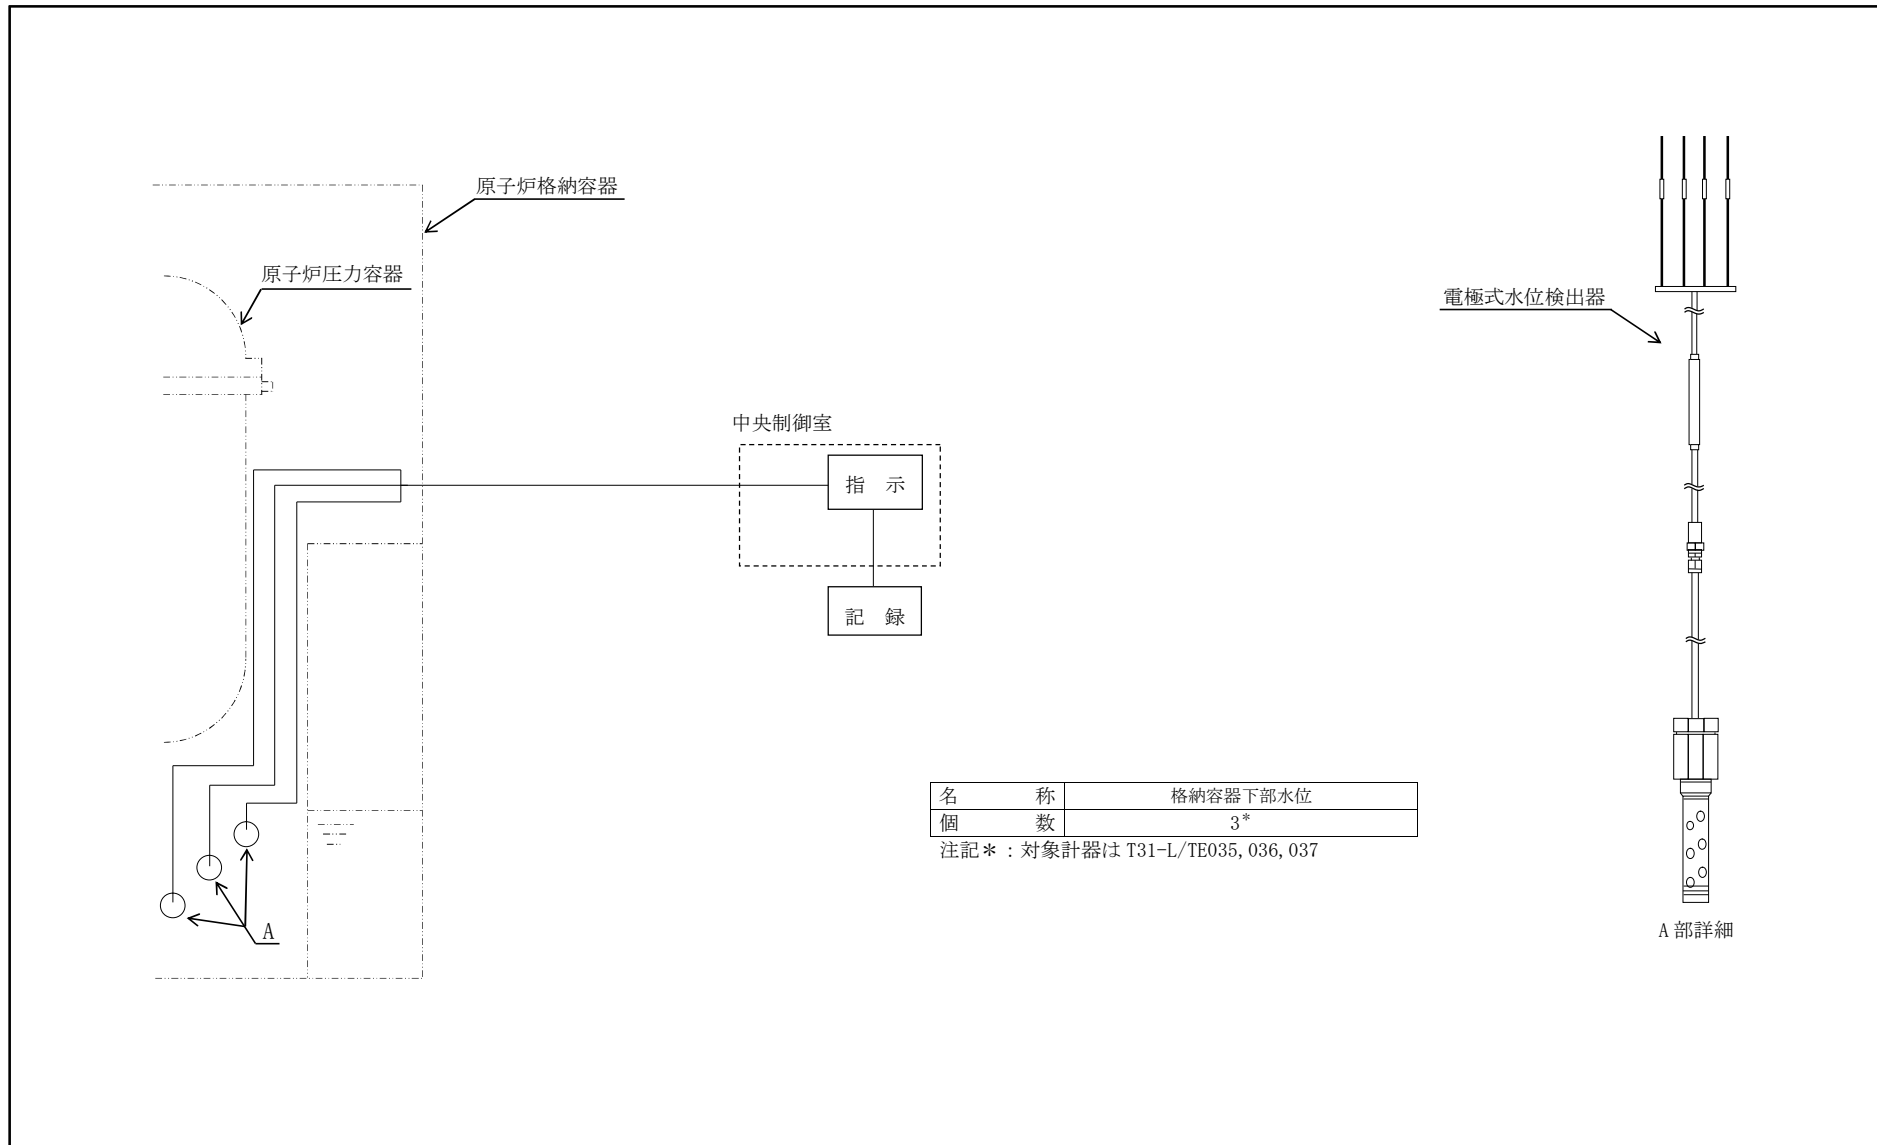 原子炉格納容器
原子炉圧力容器
電極式水位検出器
中央制御室
指 示
記 録
名 称 格納容器下部水位
個 数 3*
注記*:対象計器は T31-L/TE035,036,037
A
A 部詳細